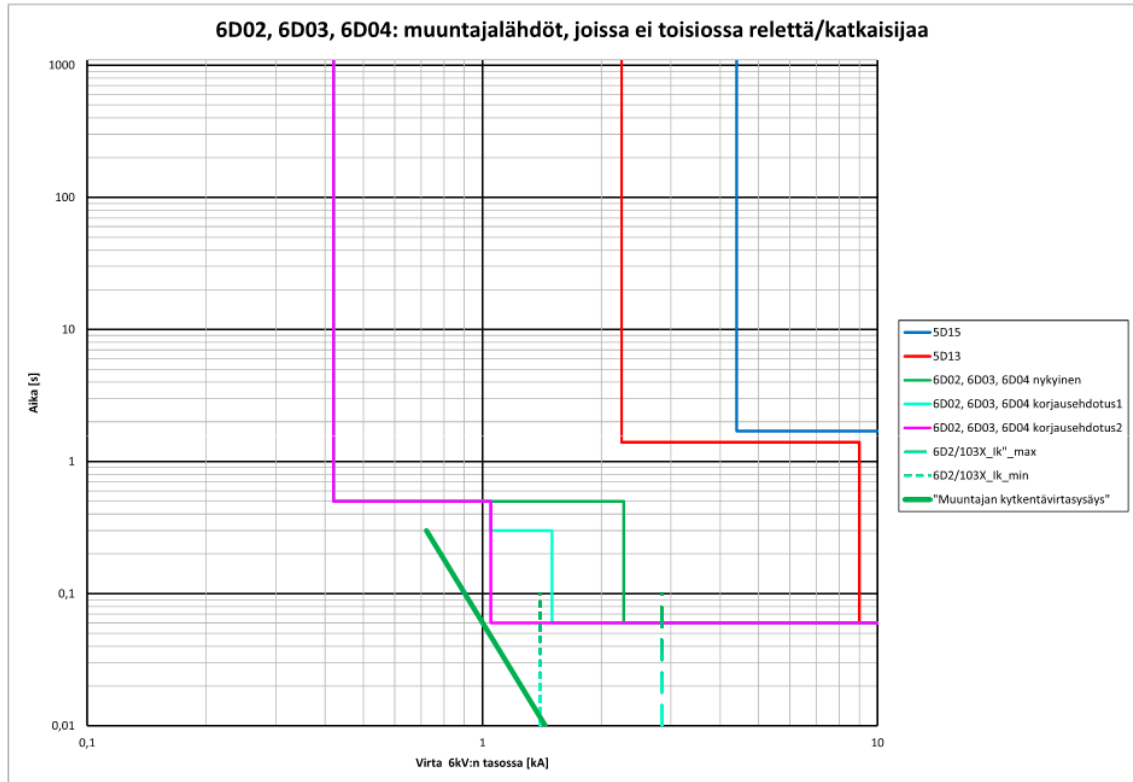 6D02, 6D03, 6D04: muuntajalähdöt, joissa ei toisiossa relettä/katkaisijaa
1000
100
10
1
0,1
0,01
Aika [s]
0,1
1
10
Virta 6kV:n tasossa [kA]
5D15
5D13
6D02, 6D03, 6D04 nykyinen
6D02, 6D03, 6D04 korjausehdotus1
6D02, 6D03, 6D04 korjausehdotus2
6D2/103X_Ik"_max
6D2/103X_Ik_min
"Muuntajan kytkentävirtasysäys"